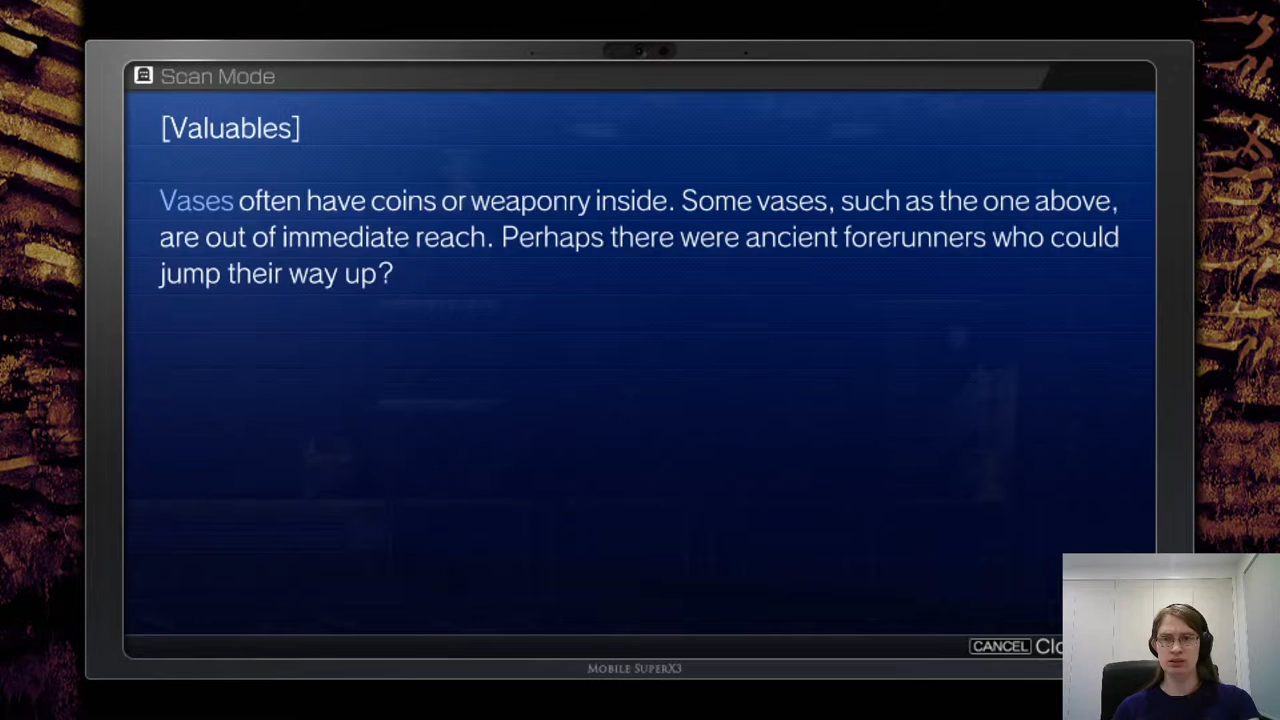 Scan Mode
[Valuables]
Vases often have coins or weaponry inside. Some vases, such as the one above,
are out of immediate reach. Perhaps there were ancient forerunners who could
jump their way up?
CANCEL Clo
MOBILE SUPERX3